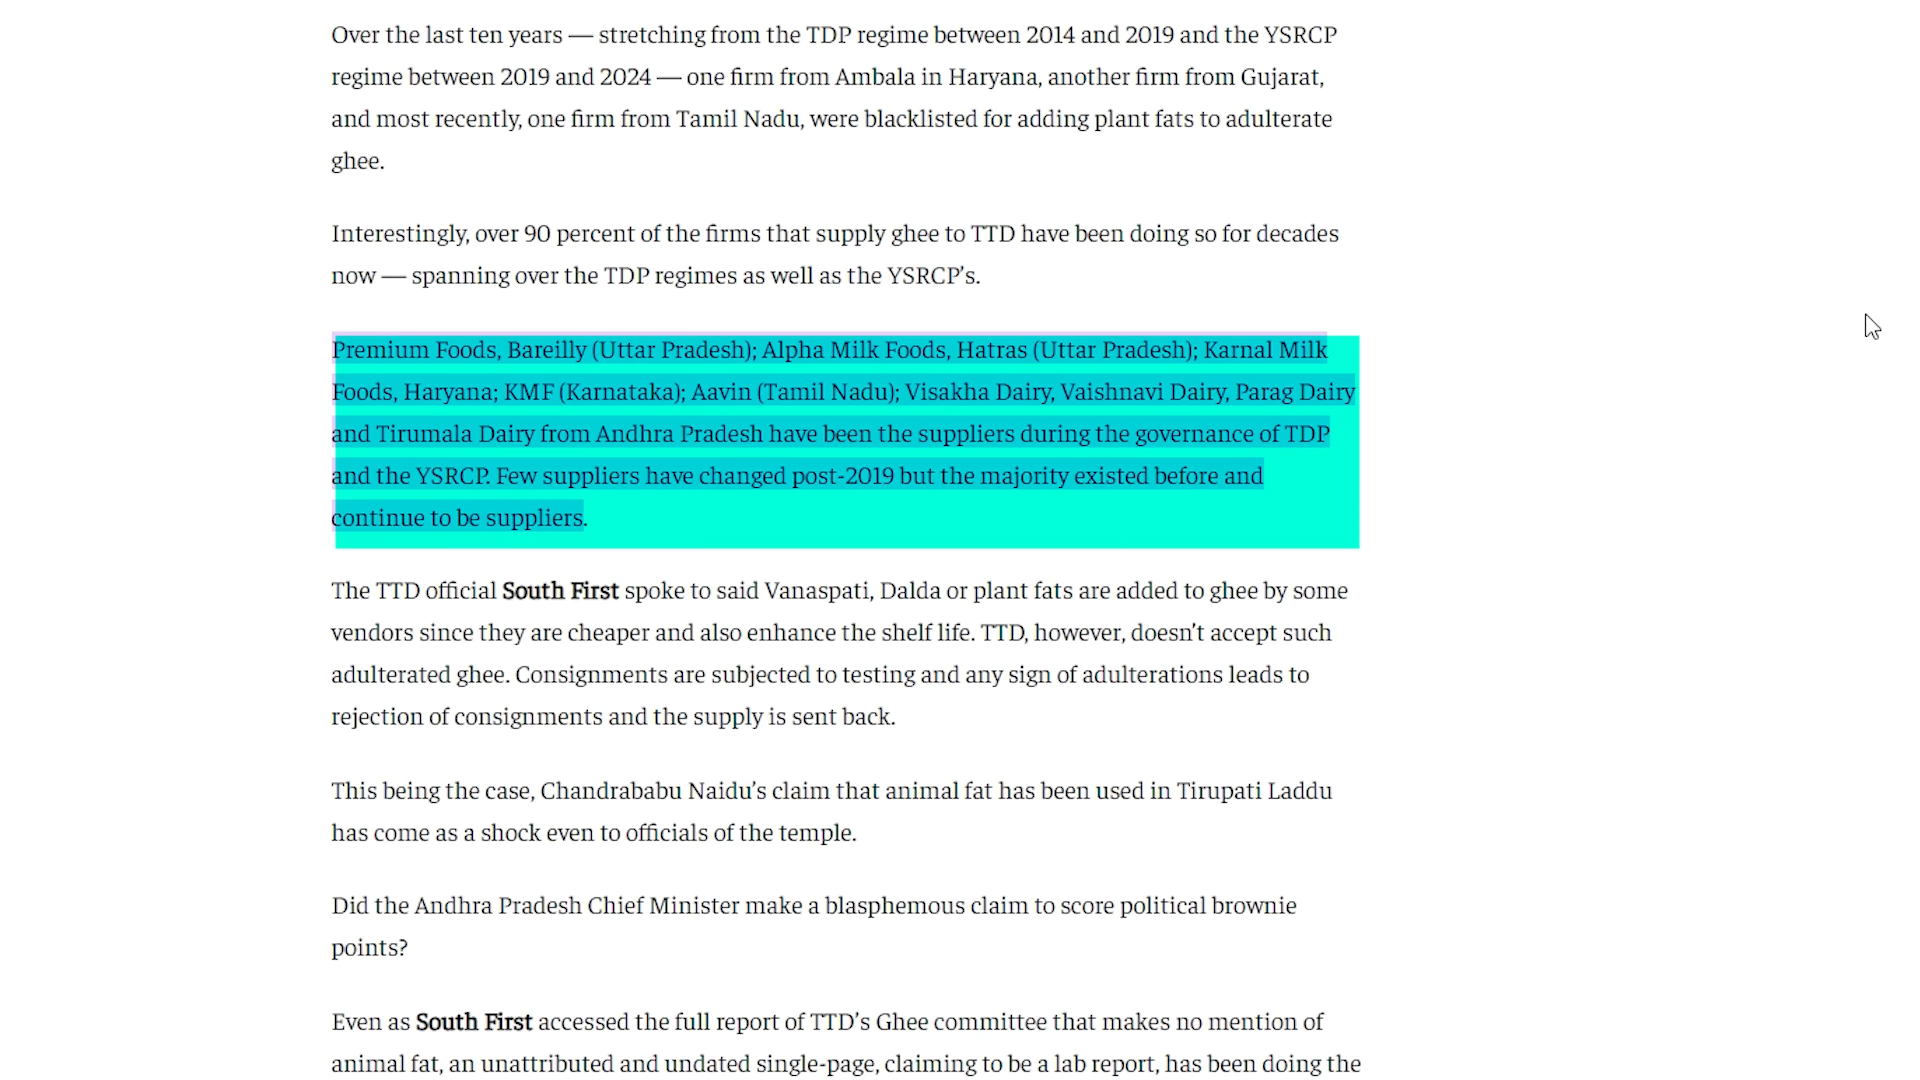 Over the last ten years — stretching from the TDP regime between 2014 and 2019 and the YSRCP
regime between 2019 and 2024 — one firm from Ambala in Haryana, another firm from Gujarat,
and most recently, one firm from Tamil Nadu, were blacklisted for adding plant fats to adulterate
ghee.
Interestingly, over 90 percent of the firms that supply ghee to TTD have been doing so for decades
now — spanning over the TDP regimes as well as the YSRCP’s.
Premium Foods, Bareilly (Uttar Pradesh); Alpha Milk Foods, Hatras (Uttar Pradesh); Karnal Milk
Foods, Haryana; KMF (Karnataka); Aavin (Tamil Nadu); Visakha Dairy, Vaishnavi Dairy, Parag Dairy
and Tirumala Dairy from Andhra Pradesh have been the suppliers during the governance of TDP
and the YSRCP. Few suppliers have changed post-2019 but the majority existed before and
continue to be suppliers.
The TTD official South First spoke to said Vanaspati, Dalda or plant fats are added to ghee by some
vendors since they are cheaper and also enhance the shelf life. TTD, however, doesn’t accept such
adulterated ghee. Consignments are subjected to testing and any sign of adulterations leads to
rejection of consignments and the supply is sent back.
This being the case, Chandrababu Naidu’s claim that animal fat has been used in Tirupati Laddu
has come as a shock even to officials of the temple.
Did the Andhra Pradesh Chief Minister make a blasphemous claim to score political brownie
points?
Even as South First accessed the full report of TTD’s Ghee committee that makes no mention of
animal fat, an unattributed and undated single-page, claiming to be a lab report, has been doing the